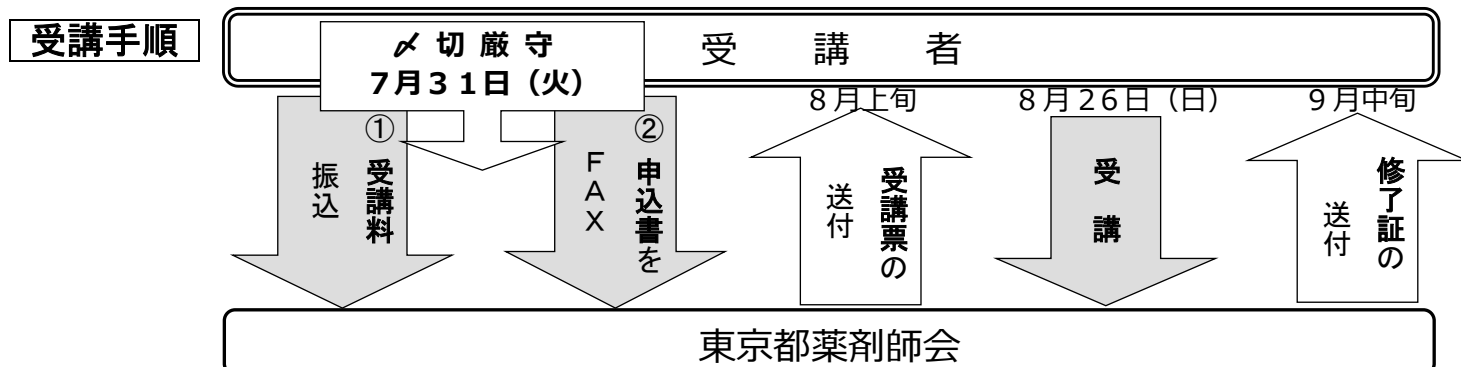 受講手順
受講者
〆切厳守
7月31日（火）
８月上旬
８月２６日（日）
９月中旬
①
受講料
振込
②
申込書を
ＦＡＸ
受講票の
送付
受講
修了証の
送付
東京都薬剤師会